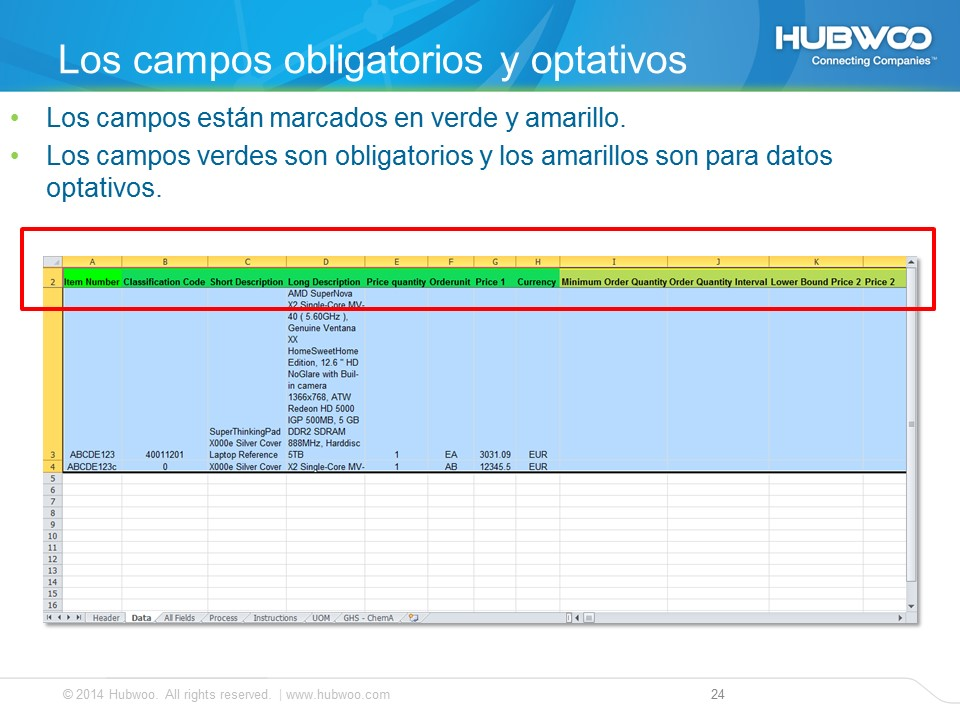 Los campos obligatorios y optativos
HUBWOO
Connecting Companies™
• Los campos están marcados en verde y amarillo.
• Los campos verdes son obligatorios y los amarillos son para datos
optativos.
A B C D E F G H I J K
2 Item Number Classification Code Short Description Long Description Price quantity Orderunit Price 1 Currency Minimum Order Quantity Order Quantity Interval Lower Bound Price 2 Price 2
AMD SuperNova
X2 Single-Core MV-
40 ( 5.60GHz ),
Genuine Ventana
XX
HomeSweetHome
Edition, 12.6 " HD
NoGlare with Buil-
in camera
1366x768, ATW
Redeon HD 5000
IGP 500MB, 5 GB
SuperThinkingPad DDR2 SDRAM
X000e Silver Cover 888MHz, Harddisc
3 ABCDE123 40011201 Laptop Reference 5TB 1 EA 3031.09 EUR
4 ABCDE123c 0 X000e Silver Cover X2 Single-Core MV- 1 AB 12345.5 EUR
5
6
7
8
9
10
11
12
13
14
15
16
Header Data All Fields Process Instructions UOM GHS - ChemA
© 2014 Hubwoo. All rights reserved. | www.hubwoo.com
24